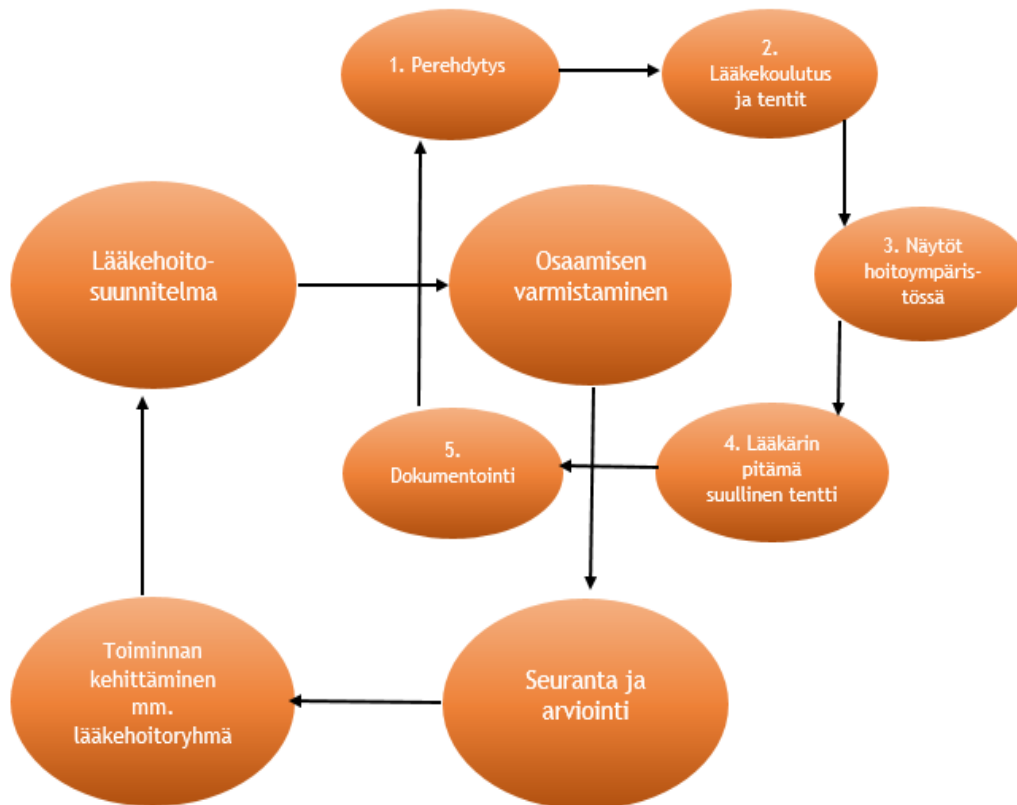 1. Perehdytys
2.
Lääkekoulutus
ja tentit
Lääkehoito-
suunnitelma
Osaamisen
varmistaminen
3. Näytöt
hoitoympäris-
tössä
5.
Dokumentointi
4. Lääkärin
pitämä
suullinen tentti
Toiminnan
kehittäminen
mm.
lääkehoitoryhmä
Seuranta ja
arviointi